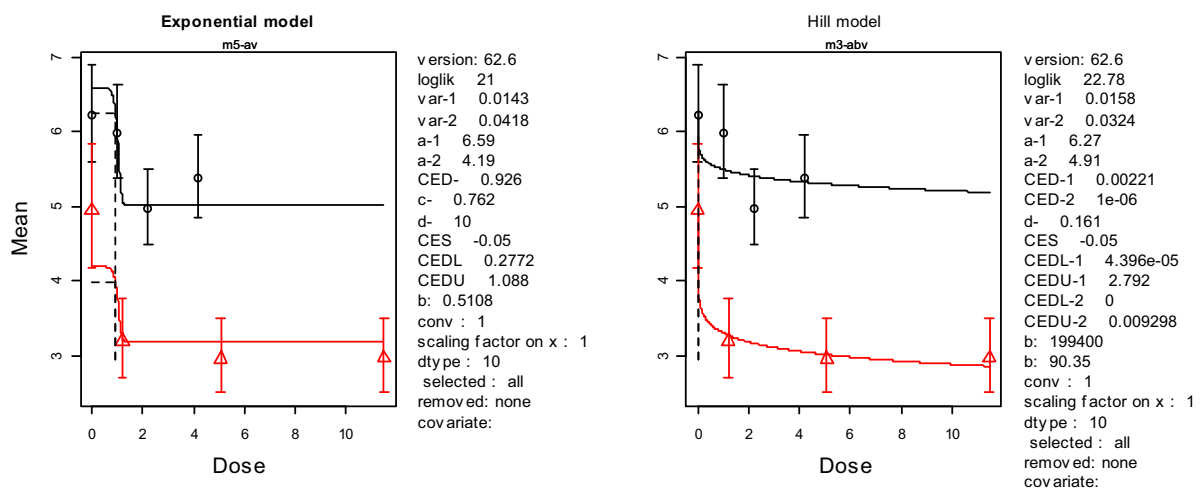 Exponential model
m5-av
Mean
7
6
5
4
3
0 2 4 6 8 10
Dose
version: 62.6
loglik 21
var-1 0.0143
var-2 0.0418
a-1 6.59
a-2 4.19
CED- 0.926
c- 0.762
d- 10
CES -0.05
CEDL 0.2772
CEDU 1.088
b: 0.5108
conv : 1
scaling factor on x : 1
dtype : 10
selected : all
removed: none
covariate:
Hill model
m3-abv
7
6
5
4
3
0 2 4 6 8 10
Dose
version: 62.6
loglik 22.78
var-1 0.0158
var-2 0.0324
a-1 6.27
a-2 4.91
CED-1 0.00221
CED-2 1e-06
d- 0.161
CES -0.05
CEDL-1 4.396e-05
CEDU-1 2.792
CEDL-2 0
CEDU-2 0.009298
b: 199400
b: 90.35
conv : 1
scaling factor on x : 1
dtype : 10
selected : all
removed: none
covariate: